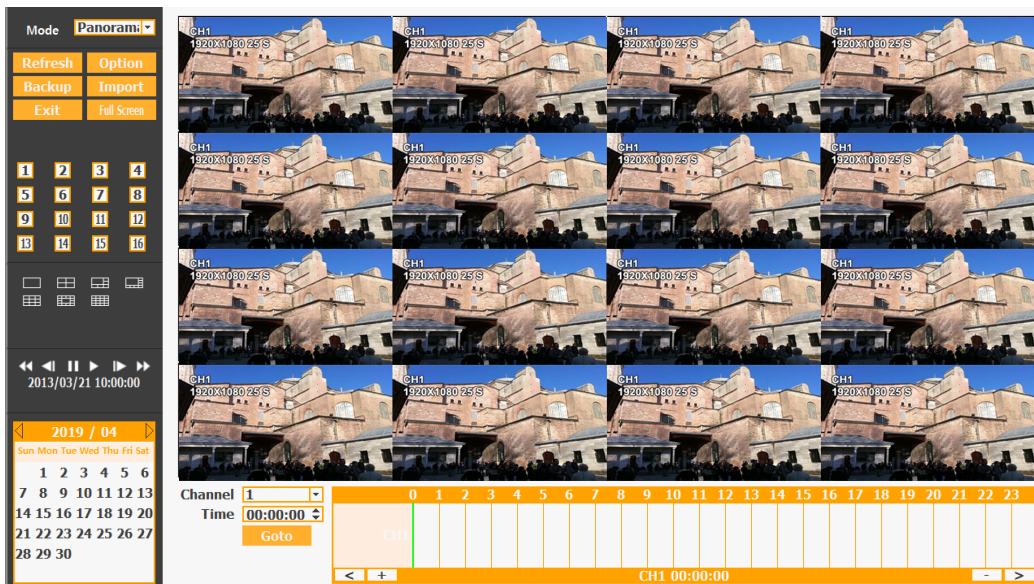 Mode Panorama
Refresh Option
Backup Import
Exit Full Screen
1 2 3 4
5 6 7 8
9 10 11 12
13 14 15 16
2013/03/21 10:00:00
2019 / 04
Sun Mon Tue Wed Thu Fri Sat
1 2 3 4 5 6
7 8 9 10 11 12 13
14 15 16 17 18 19 20
21 22 23 24 25 26 27
28 29 30
CH1 CH1 CH1 CH1
1920X1080 25 S 1920X1080 25 S 1920X1080 25 S 1920X1080 25 S
CH1 CH1 CH1 CH1
1920X1080 25 S 1920X1080 25 S 1920X1080 25 S 1920X1080 25 S
CH1 CH1 CH1 CH1
1920X1080 25 S 1920X1080 25 S 1920X1080 25 S 1920X1080 25 S
CH1 CH1 CH1 CH1
1920X1080 25 S 1920X1080 25 S 1920X1080 25 S 1920X1080 25 S
Channel 1
Time 00:00:00
Goto
0 1 2 3 4 5 6 7 8 9 10 11 12 13 14 15 16 17 18 19 20 21 22 23
CH1
< + CH1 00:00:00 - >